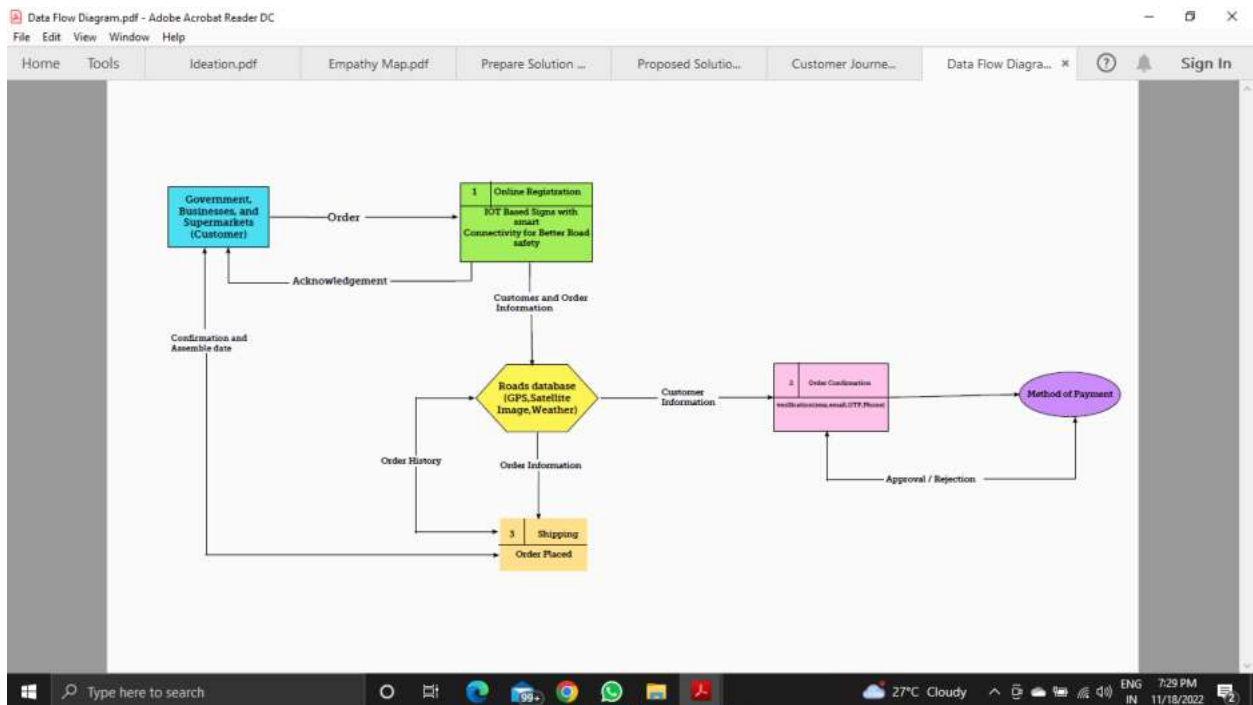 Data Flow Diagram.pdf - Adobe Acrobat Reader DC
File Edit View Window Help
Home Tools Ideation.pdf Empathy Map.pdf Prepare Solution ... Proposed Solutio... Customer Journe... Data Flow Diagra... × ? Sign In
Government,
Businesses, and
Supermarkets
(Customer)
Order
1 Online Registration
IOT Based Signs with
smart
Connectivity for Better Road
safety
Acknowledgement
Customer and Order
Information
Confirmation and
Assemble date
Roads database
(GPS,Satellite
Image,Weather)
Customer
Information
2 Order Confirmation
Method of Payment
Order History
Order Information
Approval / Rejection
3 Shipping
Order Placed
Type here to search
99+
27°C Cloudy
ENG
IN
7:29 PM
11/18/2022
2